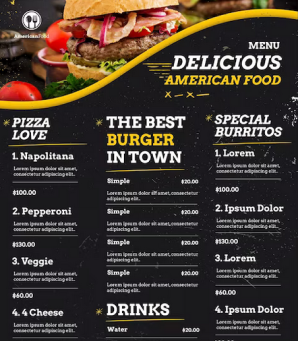 American Food
MENU
DELICIOUS
AMERICAN FOOD
PIZZA
LOVE
1. Napolitana
Lorem ipsum dolor sit amet,
consectetur adipiscing elit.
$100.00
2. Pepperoni
Lorem ipsum dolor sit amet,
consectetur adipiscing elit.
$130.00
3. Veggie
Lorem ipsum dolor sit amet,
consectetur adipiscing elit.
$60.00
4. 4 Cheese
Lorem ipsum dolor sit amet,
consectetur adipiscing elit.
THE BEST
BURGER
IN TOWN
Simple $20.00
Lorem ipsum dolor sit amet, consectetur
adipiscing elit.
Simple $20.00
Lorem ipsum dolor sit amet, consectetur
adipiscing elit.
Simple $20.00
Lorem ipsum dolor sit amet, consectetur
adipiscing elit.
Simple $20.00
Lorem ipsum dolor sit amet, consectetur
adipiscing elit.
DRINKS
Water $20.00
SPECIAL
BURRITOS
1. Lorem
Lorem ipsum dolor sit amet,
consectetur adipiscing elit.
$100.00
2. Ipsum Dolor
Lorem ipsum dolor sit amet,
consectetur adipiscing elit.
$130.00
3. Lorem
Lorem ipsum dolor sit amet,
consectetur adipiscing elit.
$60.00
4. Ipsum Dolor
Lorem ipsum dolor sit amet,